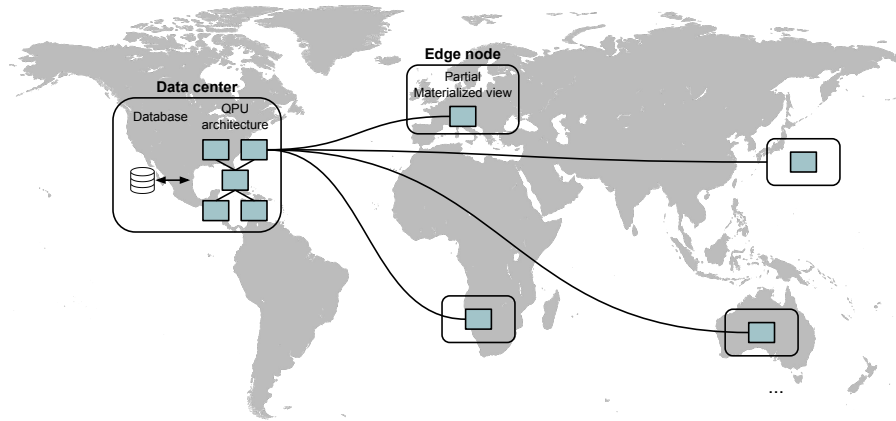 Edge node
Partial
Materialized view
Data center
Database
QPU
architecture
...